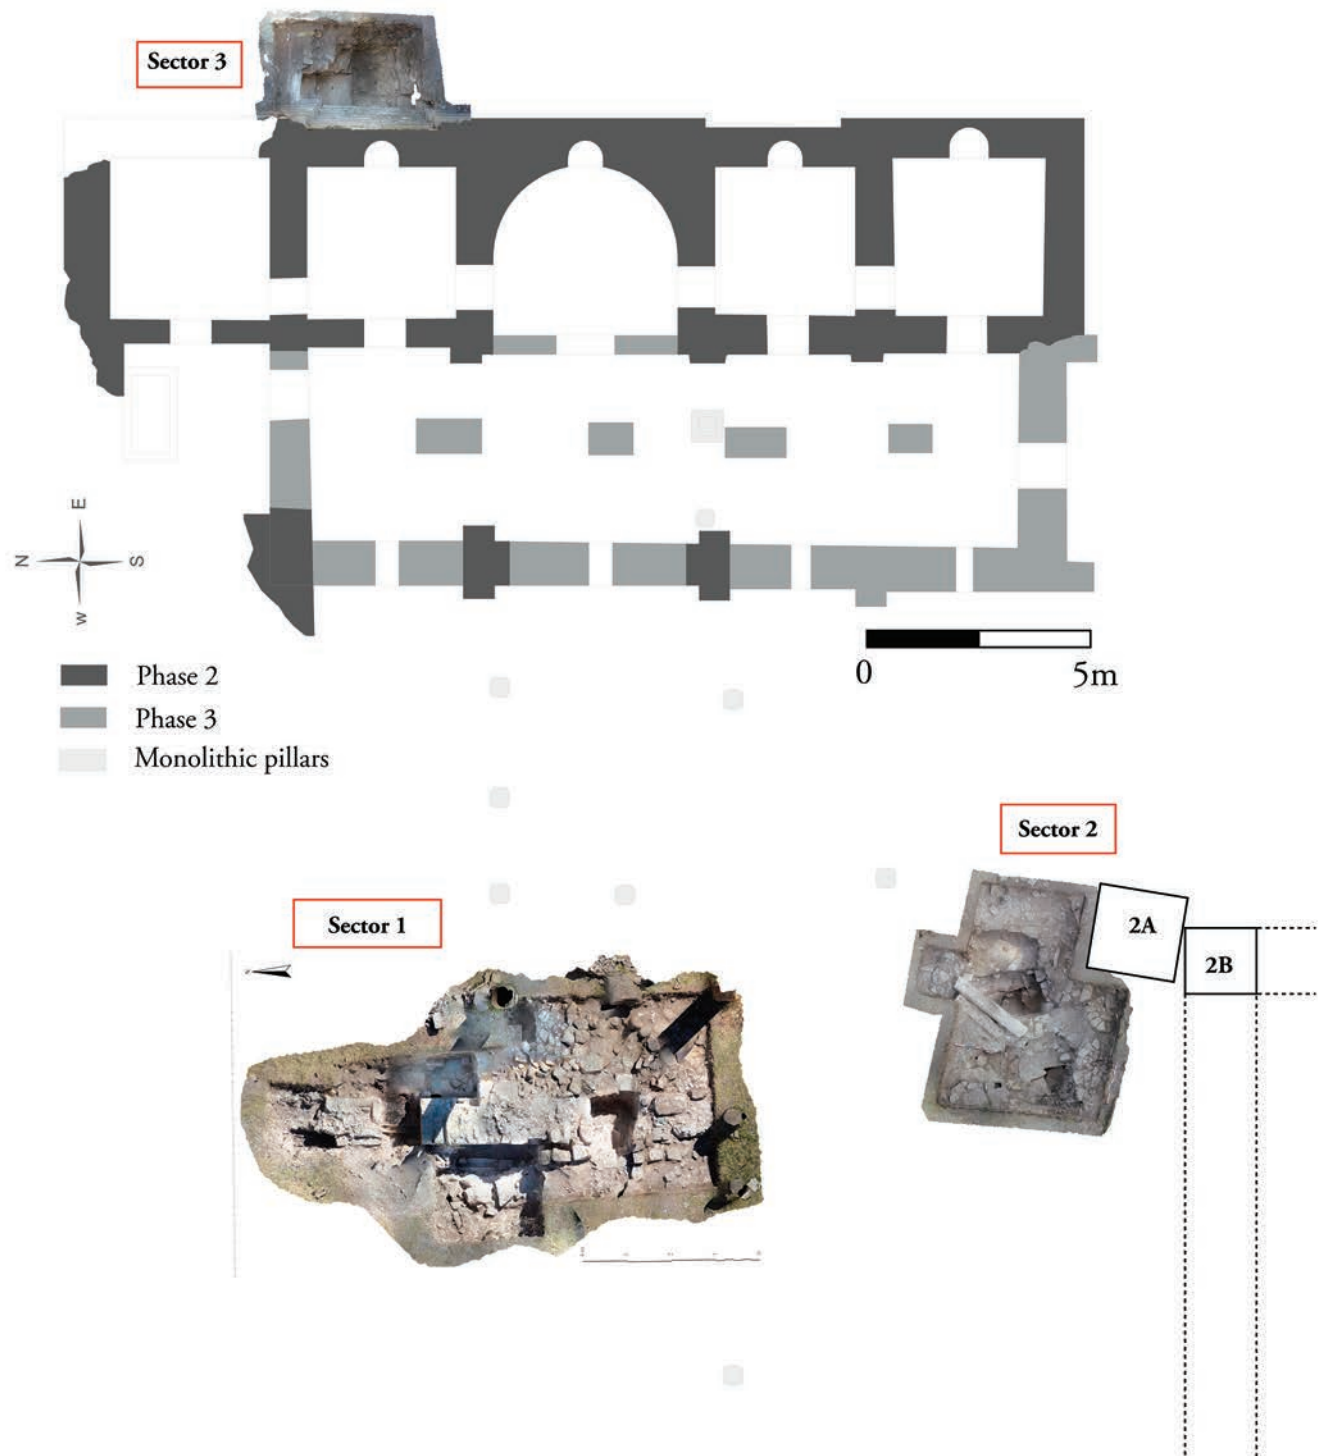 Sector 3
E
N
S
w
0
5m
Phase 2
Phase 3
Monolithic pillars
Sector 2
Sector 1
2A
2B